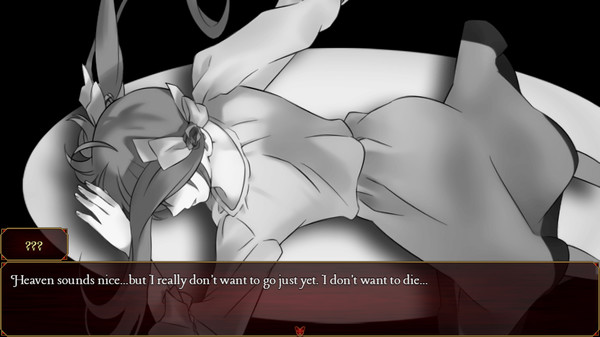 ???
Heaven sounds nice...but I really don't want to go just yet. I don't want to die...